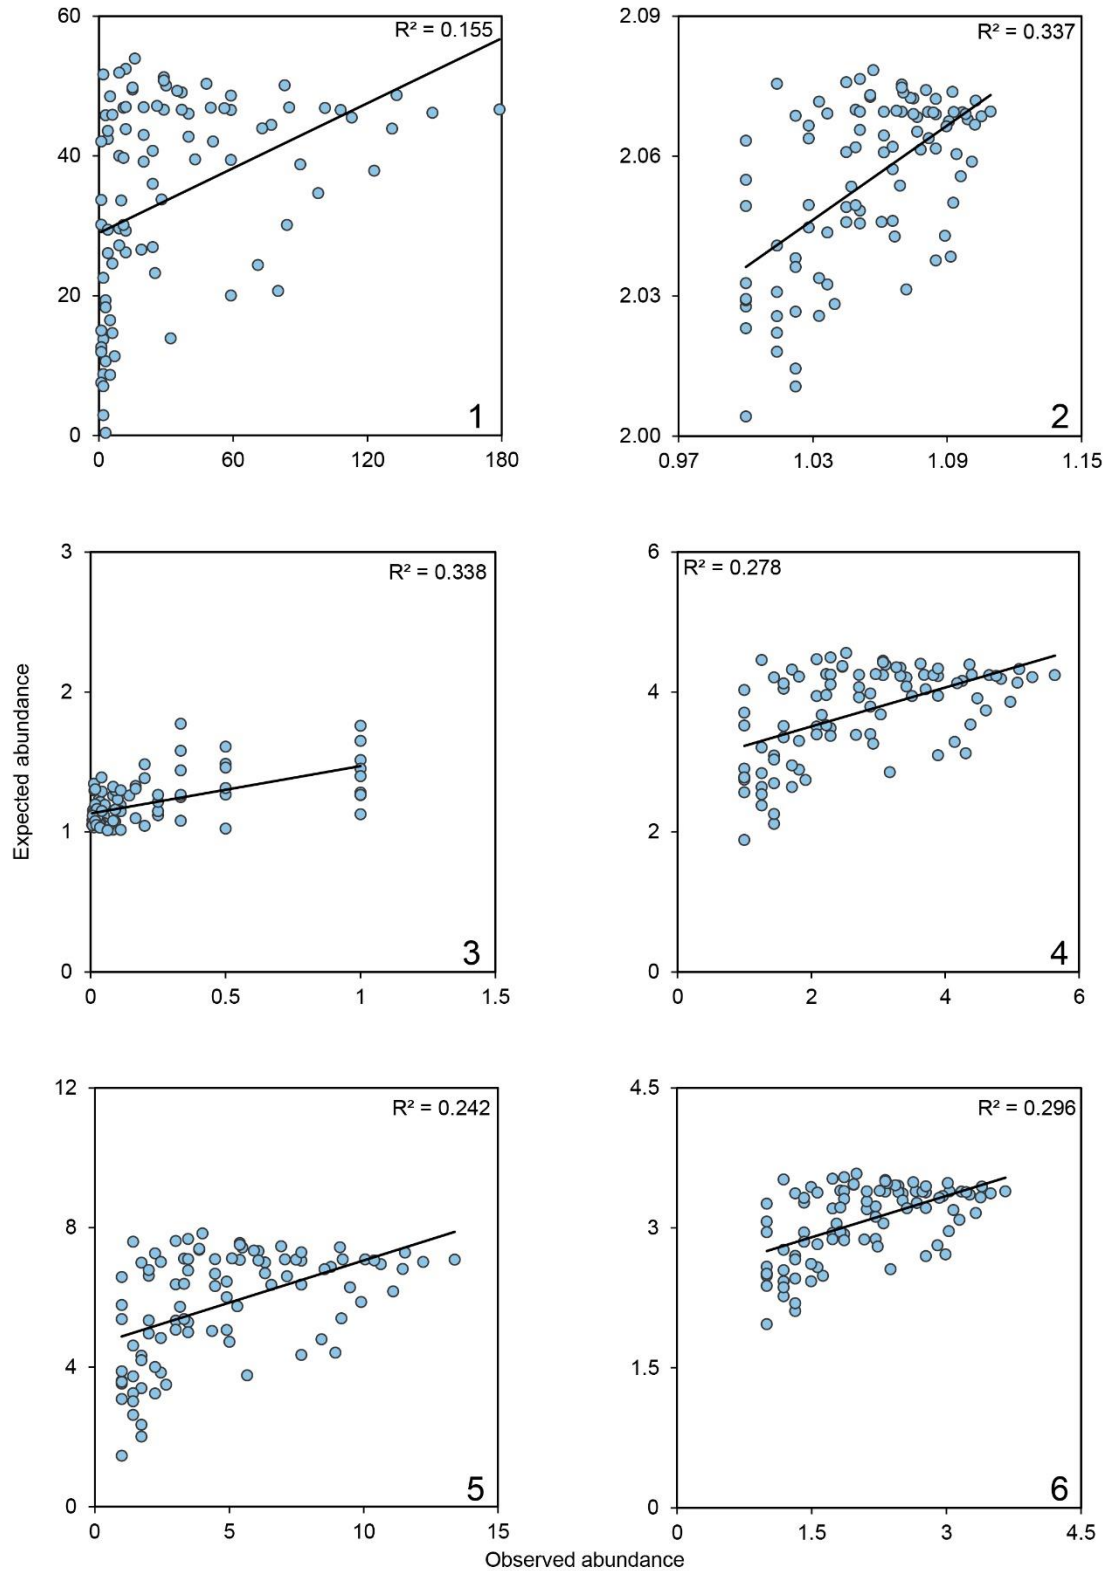 60
40
20
0
0 60 120 180
R² = 0.155
1
2.09
2.06
2.03
2.00
0.97 1.03 1.09 1.15
R² = 0.337
2
3
2
1
0
0 0.5 1 1.5
R² = 0.338
3
6
4
2
0
0 2 4 6
R² = 0.278
4
12
8
4
0
0 5 10 15
R² = 0.242
5
4.5
3
1.5
0
0 1.5 3 4.5
R² = 0.296
6
Expected abundance
Observed abundance